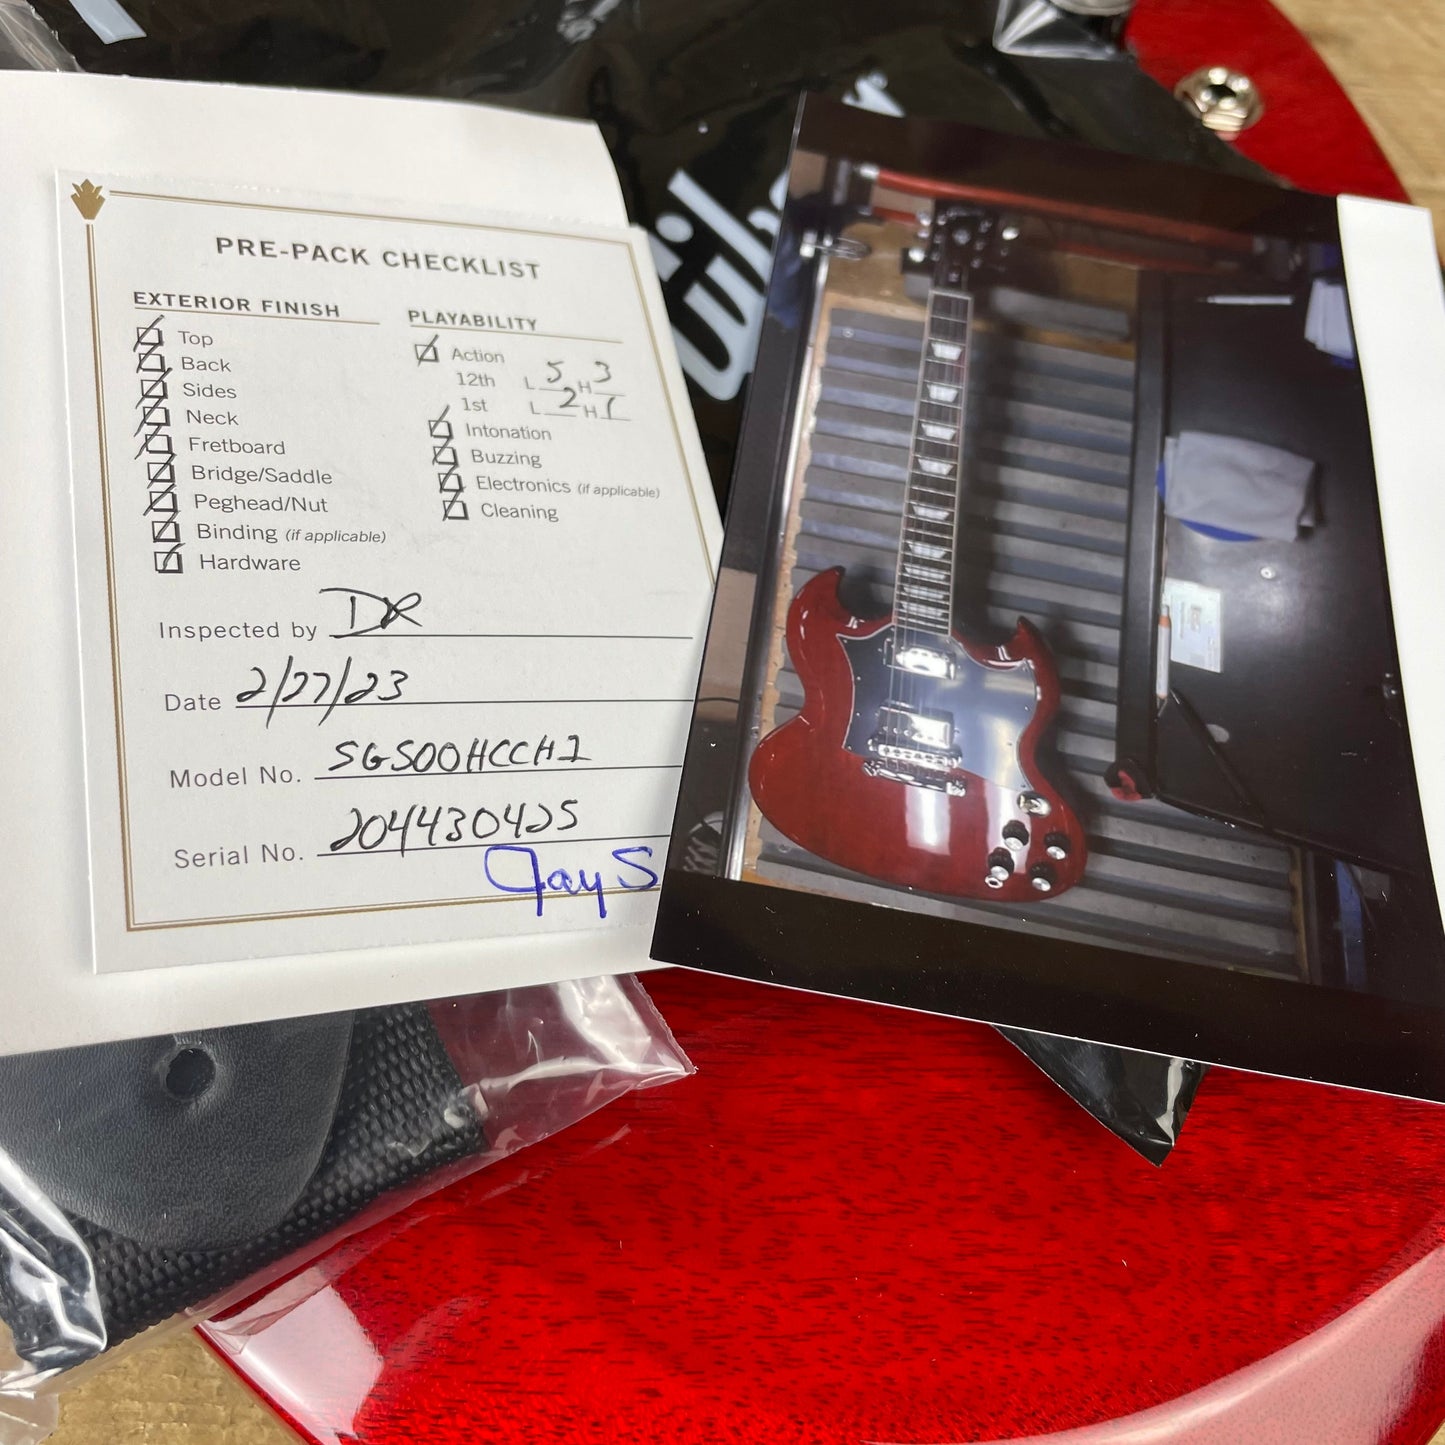 Gibson
PRE-PACK CHECKLIST
EXTERIOR FINISH
Top
Back
Sides
Neck
Fretboard
Bridge/Saddle
Peghead/Nut
Binding (if applicable)
Hardware
PLAYABILITY
Action
12th L 5 H 3
1st L 2 H 1
Intonation
Buzzing
Electronics (if applicable)
Cleaning
Inspected by DR
Date 2/27/23
Model No. SG500HCCH1
Serial No. 204430425
Jay S